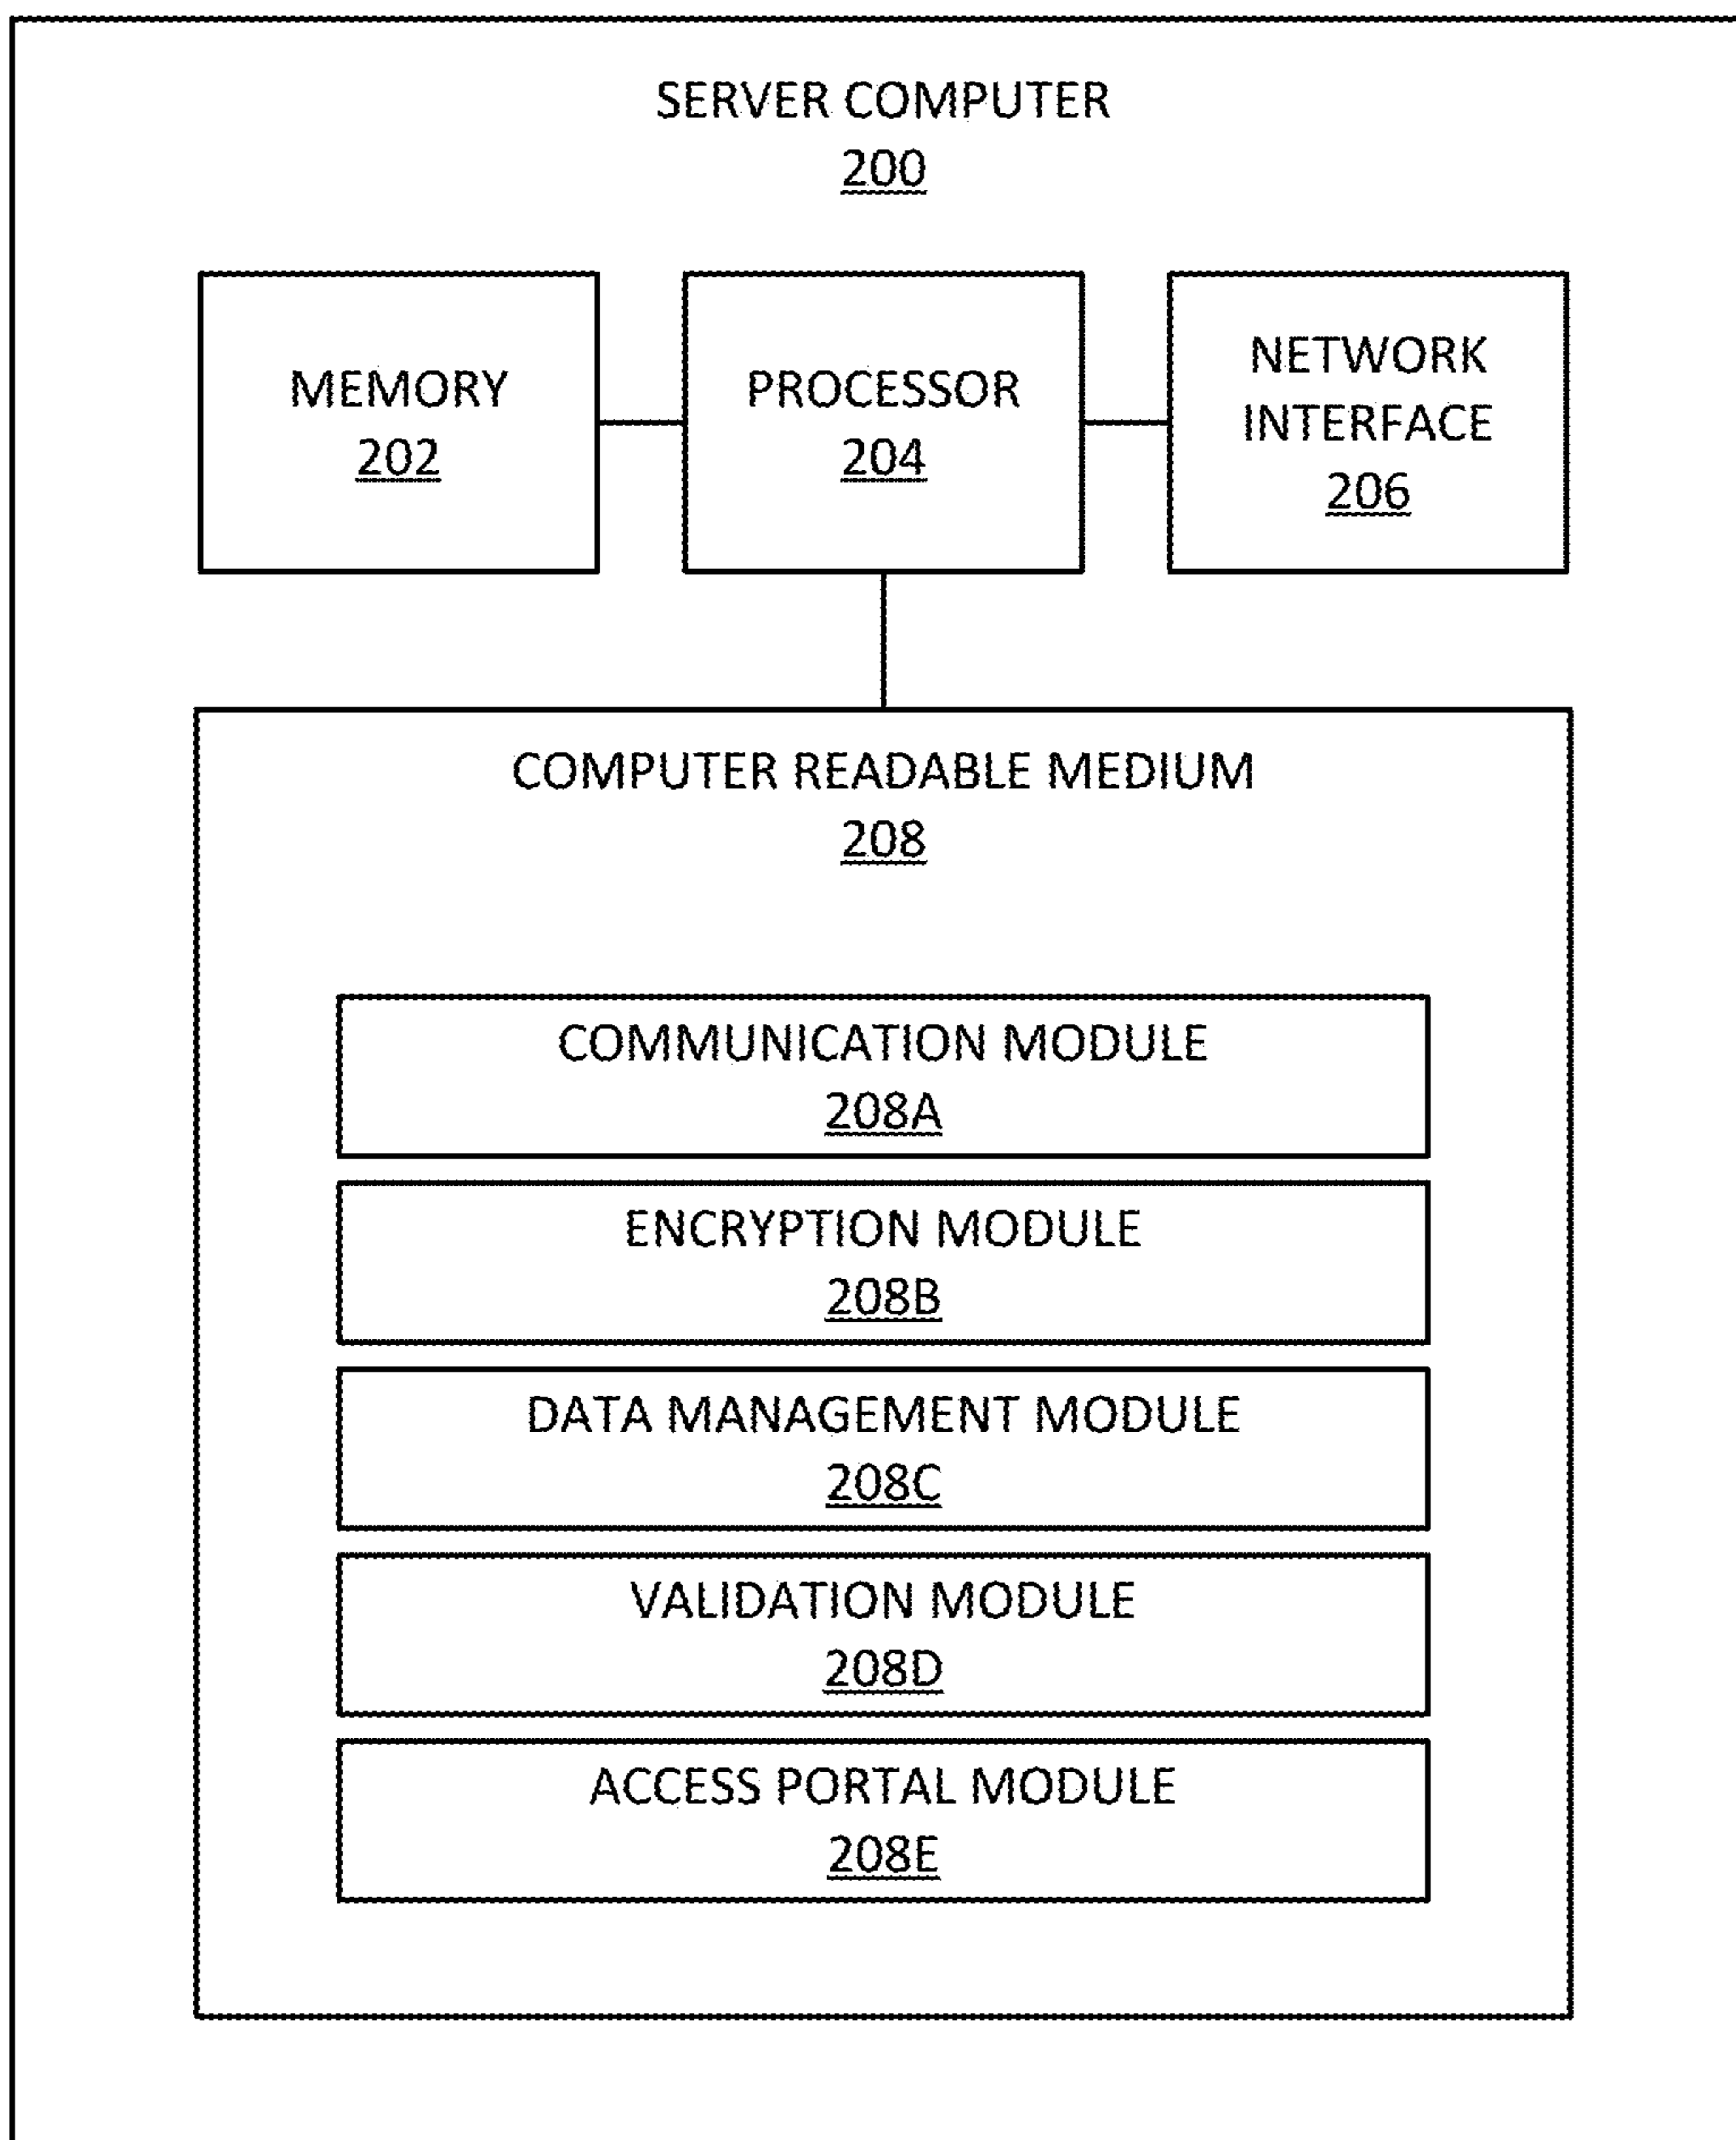 SERVER COMPUTER
200
MEMORY
202
PROCESSOR
204
NETWORK
INTERFACE
206
COMPUTER READABLE MEDIUM
208
COMMUNICATION MODULE
208A
ENCRYPTION MODULE
208B
DATA MANAGEMENT MODULE
208C
VALIDATION MODULE
208D
ACCESS PORTAL MODULE
208E